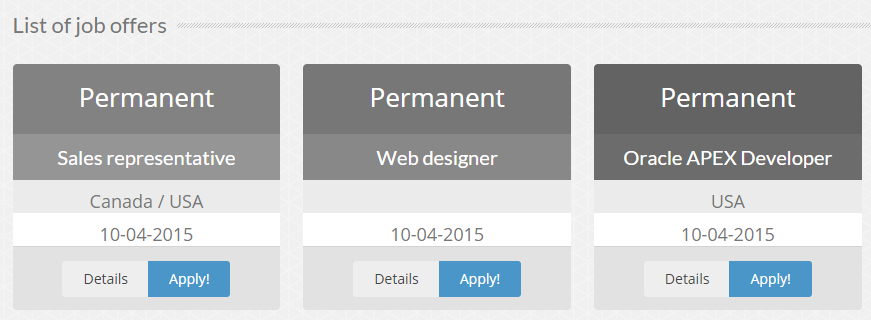 List of job offers
Permanent
Sales representative
Canada / USA
10-04-2015
Details Apply!
Permanent
Web designer
10-04-2015
Details Apply!
Permanent
Oracle APEX Developer
USA
10-04-2015
Details Apply!